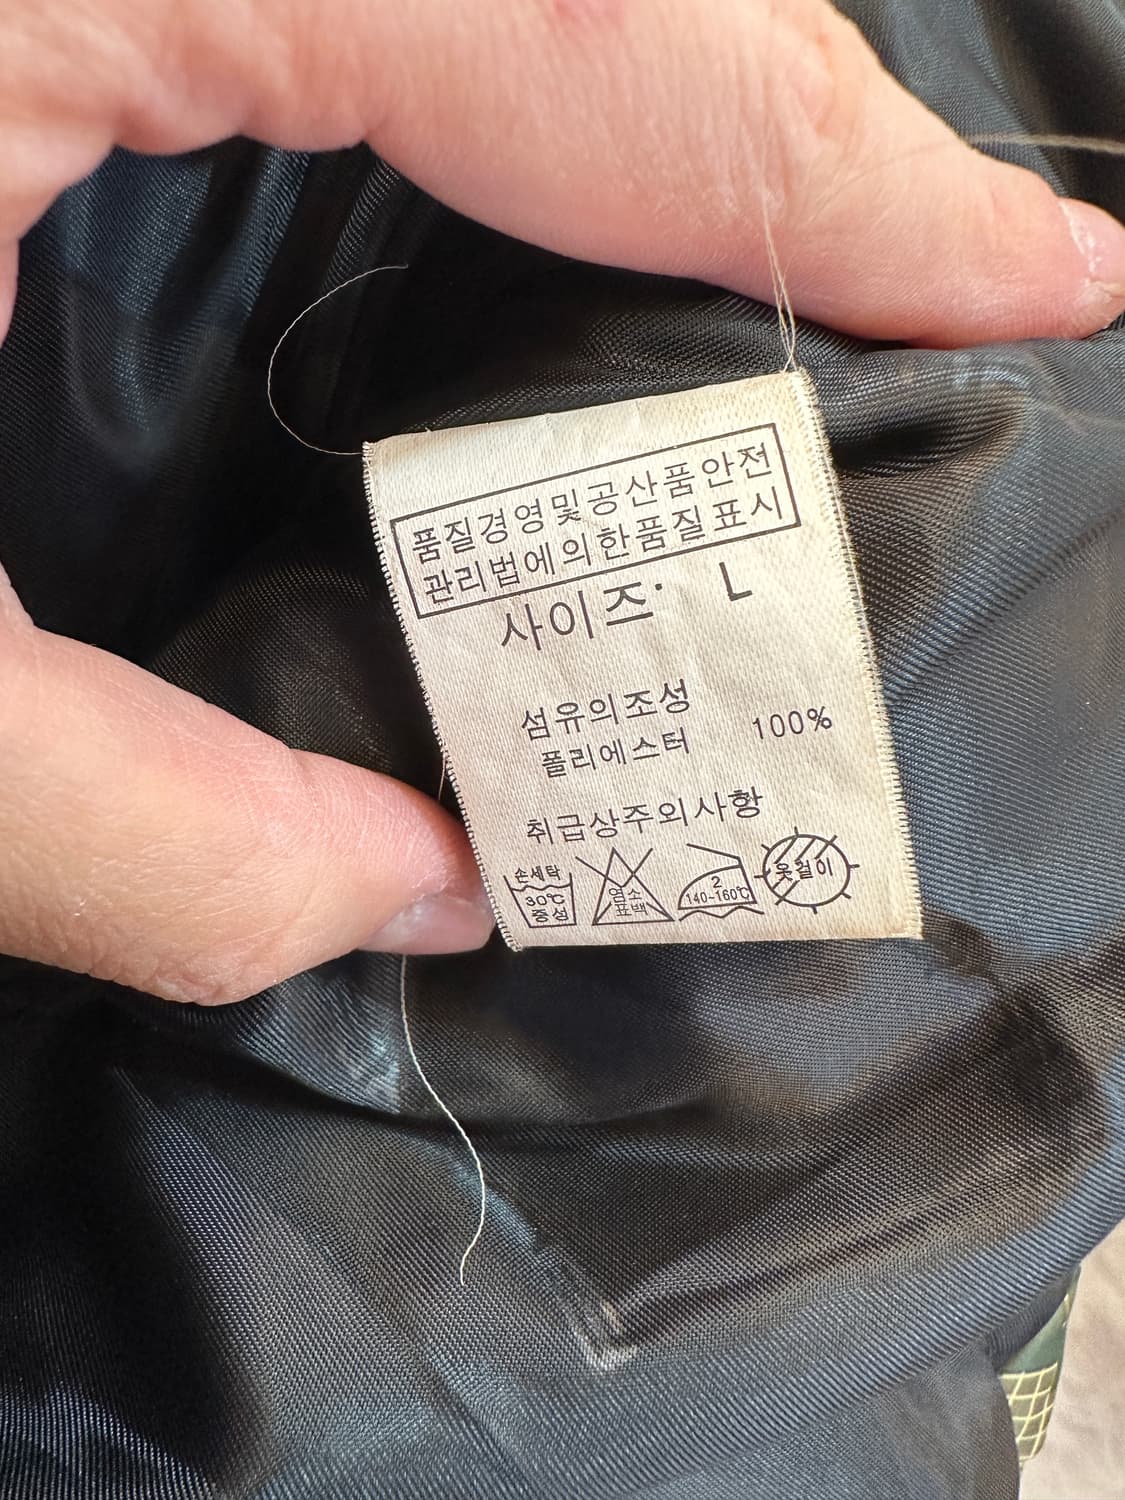 품질경영및공산품안전
관리법에의한품질표시
사이즈· L
섬유의조성
폴리에스터 100%
취급상주의사항
손세탁
30℃
중성
염소
표백
2
140~160℃
옷걸이